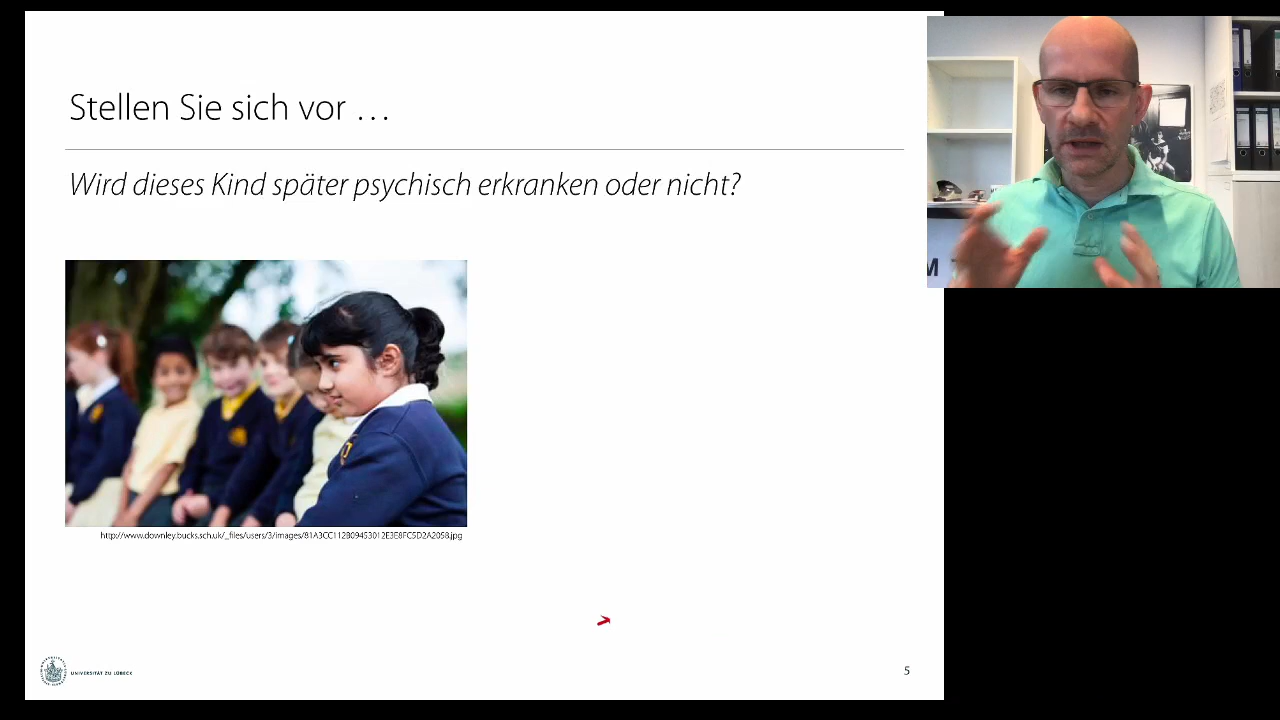 Stellen Sie sich vor …
Wird dieses Kind später psychisch erkranken oder nicht?
http://www.downley.bucks.sch.uk/_files/users/3/images/81A3CC112B09453012E3E8FC5D2A2058.jpg
UNIVERSITÄT ZU LÜBECK
5